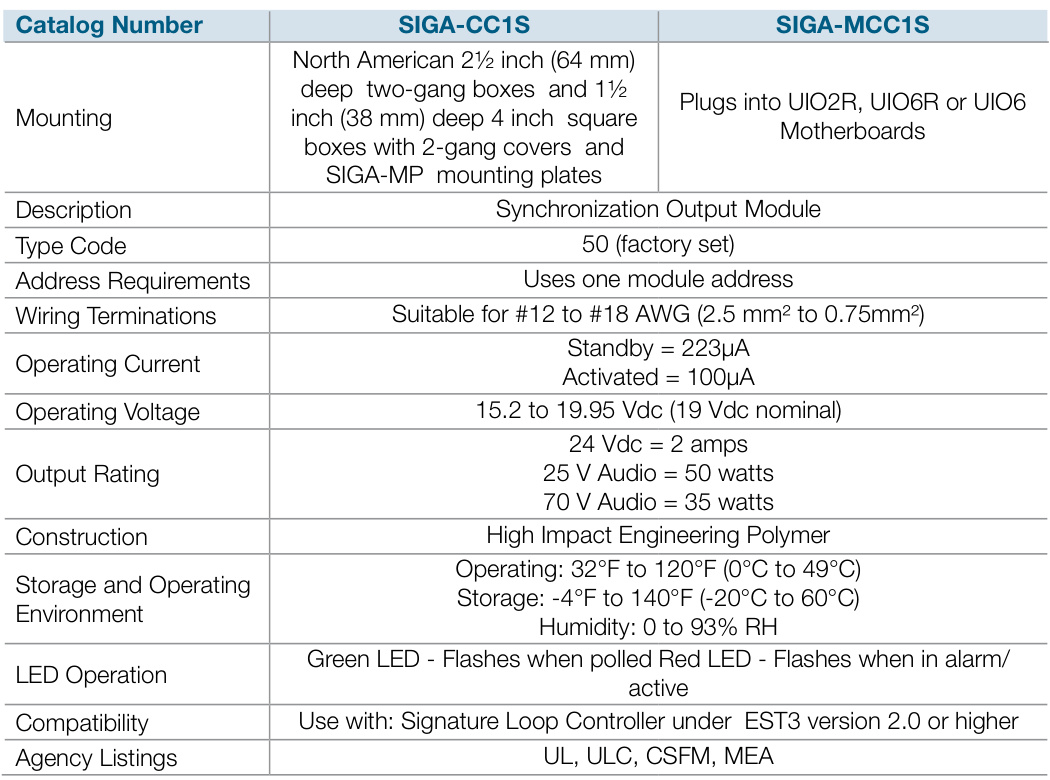 Catalog Number SIGA-CC1S SIGA-MCC1S
Mounting
North American 2½ inch (64 mm)
deep two-gang boxes and 1½
inch (38 mm) deep 4 inch square
boxes with 2-gang covers and
SIGA-MP mounting plates
Plugs into UIO2R, UIO6R or UIO6
Motherboards
Description Synchronization Output Module
Type Code 50 (factory set)
Address Requirements Uses one module address
Wiring Terminations Suitable for #12 to #18 AWG (2.5 mm² to 0.75mm²)
Operating Current
Standby = 223µA
Activated = 100µA
Operating Voltage 15.2 to 19.95 Vdc (19 Vdc nominal)
Output Rating
24 Vdc = 2 amps
25 V Audio = 50 watts
70 V Audio = 35 watts
Construction High Impact Engineering Polymer
Storage and Operating
Environment
Operating: 32°F to 120°F (0°C to 49°C)
Storage: -4°F to 140°F (-20°C to 60°C)
Humidity: 0 to 93% RH
LED Operation
Green LED - Flashes when polled Red LED - Flashes when in alarm/
active
Compatibility Use with: Signature Loop Controller under EST3 version 2.0 or higher
Agency Listings UL, ULC, CSFM, MEA